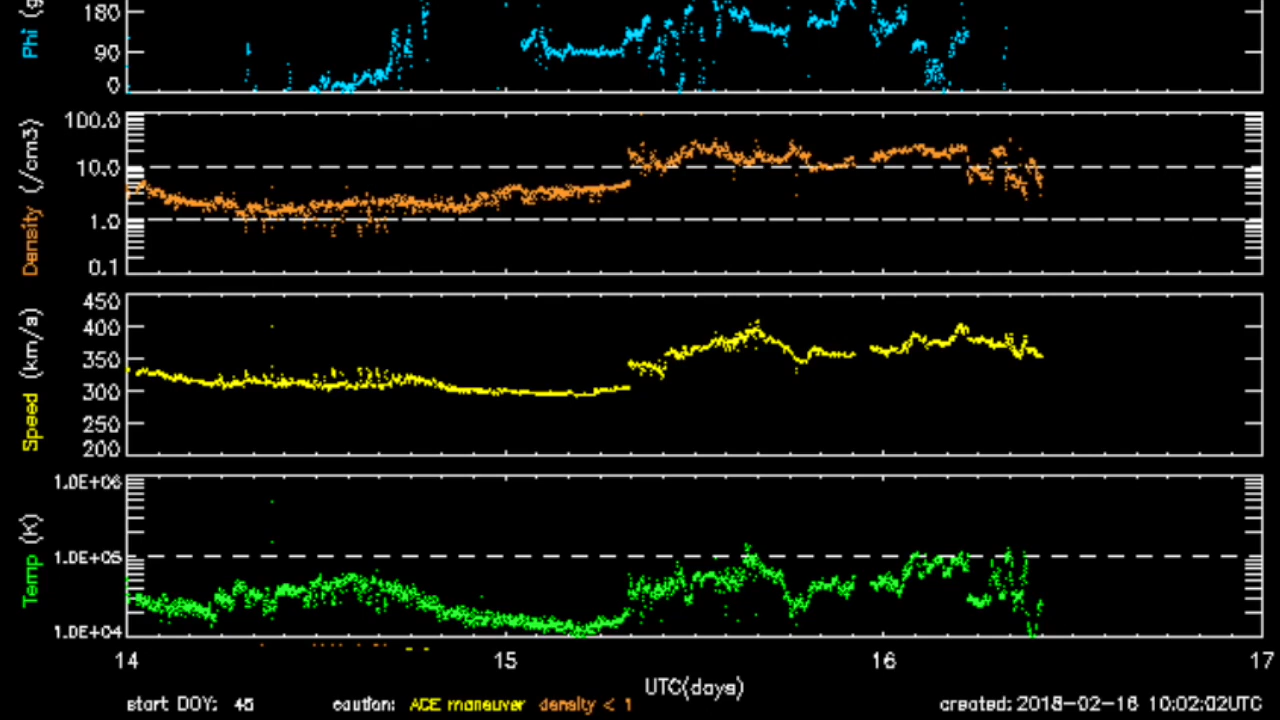 Phi (g
180
90
0
Density (/cm3)
100.0
10.0
1.0
0.1
Speed (km/s)
450
400
350
300
250
200
Temp (K)
1.0E+06
1.0E+05
1.0E+04
14 15 16 17
UTC(days)
start DOY: 45 caution: ACE maneuver density < 1 created: 2018-02-16 10:02:02UTC